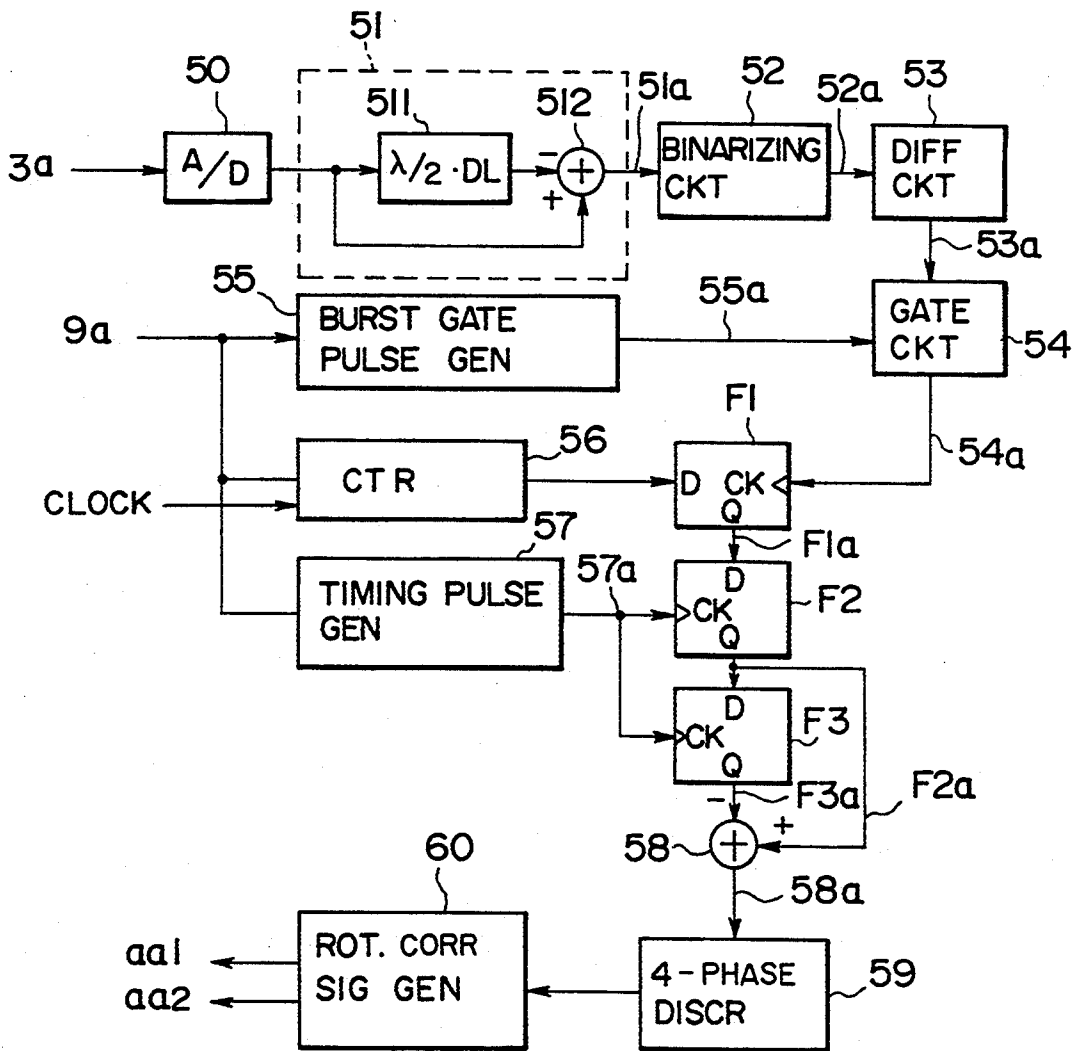 51
50
511
512
51a
52
52a
53
3a
A/D
λ/2·DL
-
+
+
BINARIZING
CKT
DIFF
CKT
53a
55
9a
BURST GATE
PULSE GEN
55a
GATE
CKT
54
F1
56
54a
CTR
D CK
Q
CLOCK
F1a
57
57a
TIMING PULSE
GEN
D
CK
Q
F2
D
CK
Q
F3
-
F3a
F2a
+
+
58
60
58a
ROT. CORR
SIG GEN
aa1
aa2
4-PHASE
DISCR
59